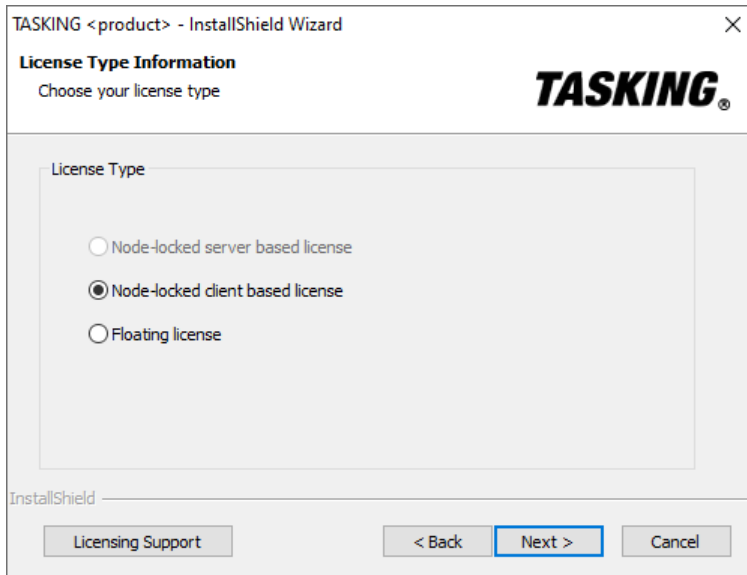 TASKING <product> - InstallShield Wizard
License Type Information
Choose your license type
TASKING®
License Type
Node-locked server based license
Node-locked client based license
Floating license
InstallShield
Licensing Support
< Back
Next >
Cancel